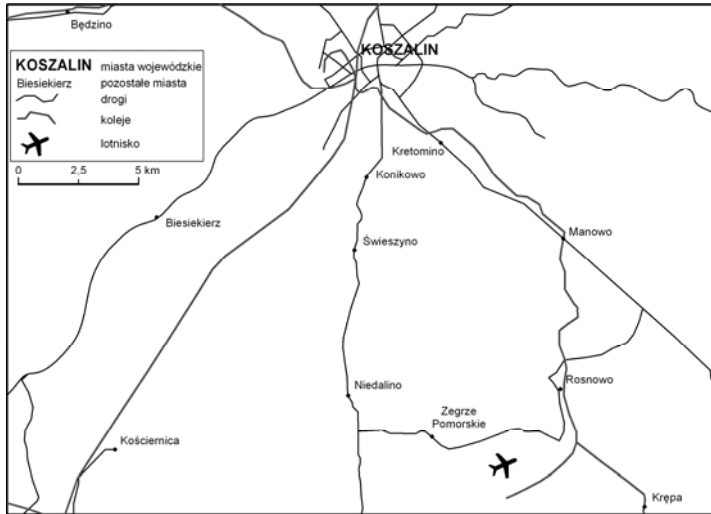 Będzino
KOSZALIN
KOSZALIN miasta wojewódzkie
Biesiekierz pozostałe miasta
drogi
koleje
lotnisko
0 2,5 5 km
Kretomino
Konikowo
Biesiekierz
Manowo
Świeszyno
Niedalino
Rosnowo
Zegrze
Pomorskie
Kościernica
Krępa